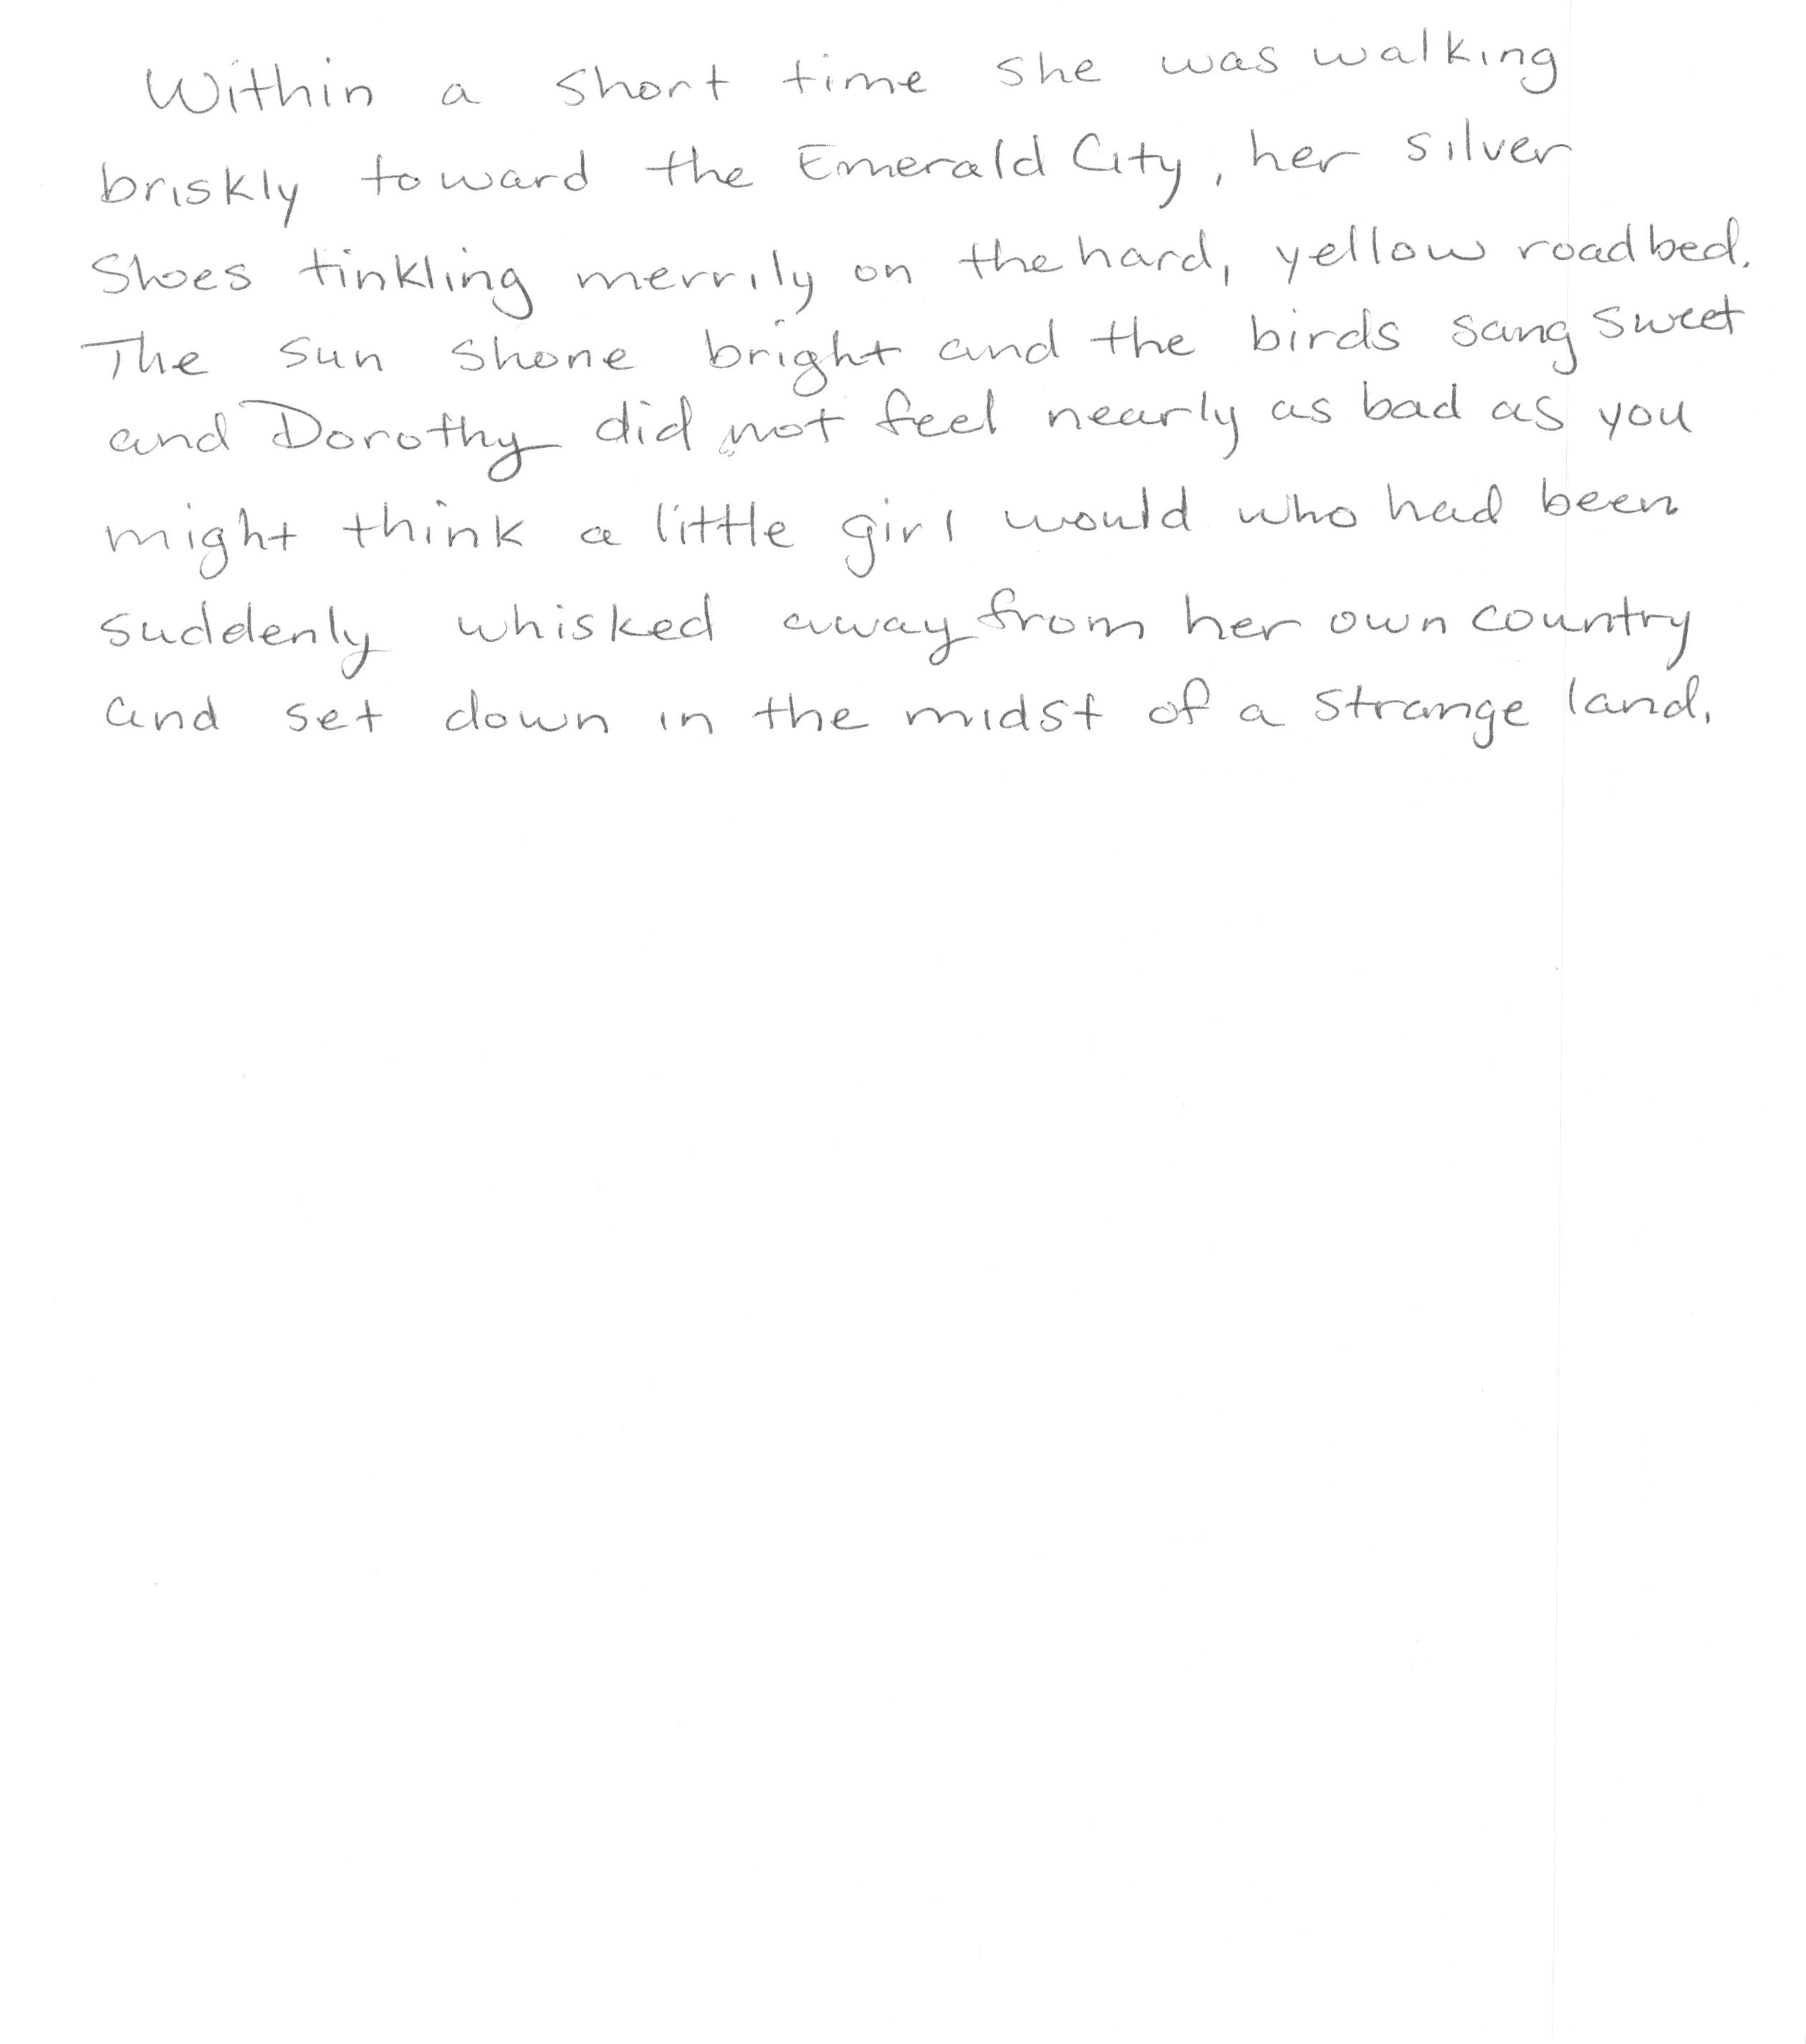 Within a short time she was walking
briskly toward the Emerald City, her silver
Shoes tinkling merrily on the hard, yellow roadbed.
The sun shone bright and the birds sang sweet
and Dorothy did not feel nearly as bad as you
might think a little girl would who had been
suddenly whisked away from her own country
and set down in the midst of a strange land.